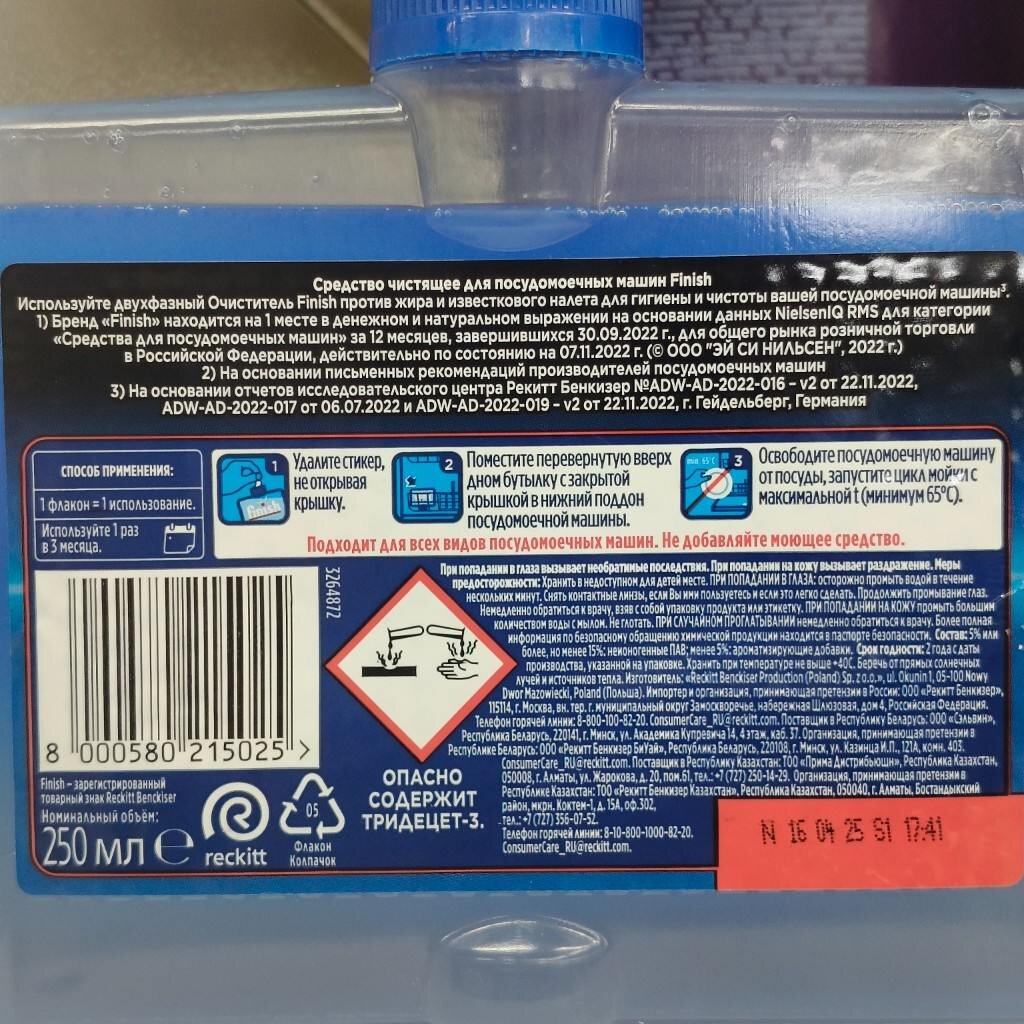 Средство чистящее для посудомоечных машин Finish
Используйте двухфазный Очиститель Finish против жира и известкового налета для гигиены и чистоты вашей посудомоечной машины³.
1) Бренд «Finish» находится на 1 месте в денежном и натуральном выражении на основании данных NielsenIQ RMS для категории
«Средства для посудомоечных машин» за 12 месяцев, завершившихся 30.09.2022 г., для общего рынка розничной торговли
в Российской Федерации, действительно по состоянию на 07.11.2022 г. (© ООО "ЭЙ СИ НИЛЬСЕН", 2022 г.)
2) На основании письменных рекомендаций производителей посудомоечных машин
3) На основании отчетов исследовательского центра Рекитт Бенкизер №ADW-AD-2022-016 – v2 от 22.11.2022,
ADW-AD-2022-017 от 06.07.2022 и ADW-AD-2022-019 – v2 от 22.11.2022, г. Гейдельберг, Германия
СПОСОБ ПРИМЕНЕНИЯ:
1 флакон = 1 использование.
Используйте 1 раз
в 3 месяца.
1
finish
Удалите стикер,
не открывая
крышку.
2
Поместите перевернутую вверх
дном бутылку с закрытой
крышкой в нижний поддон
посудомоечной машины.
min 65°C
3
Освободите посудомоечную машину
от посуды, запустите цикл мойки с
максимальной t (минимум 65°C).
Подходит для всех видов посудомоечных машин. Не добавляйте моющее средство.
3264872
8 000580 215025 >
Finish – зарегистрированный
товарный знак Reckitt Benckiser
Номинальный объём:
250 мл e
reckitt
05
Флакон
Колпачок
ОПАСНО
СОДЕРЖИТ
ТРИДЕЦЕТ-3.
При попадании в глаза вызывает необратимые последствия. При попадании на кожу вызывает раздражение. Меры
предосторожности: Хранить в недоступном для детей месте. ПРИ ПОПАДАНИИ В ГЛАЗА: осторожно промыть водой в течение
нескольких минут. Снять контактные линзы, если Вы ими пользуетесь и если это легко сделать. Продолжить промывание глаз.
Немедленно обратиться к врачу, взяв с собой упаковку продукта или этикетку. ПРИ ПОПАДАНИИ НА КОЖУ промыть большим
количеством воды с мылом. Не глотать. ПРИ СЛУЧАЙНОМ ПРОГЛАТЫВАНИИ немедленно обратиться к врачу. Более полная
информация по безопасному обращению химической продукции находится в паспорте безопасности. Состав: 5% или
более, но менее 15%: неионогенные ПАВ; менее 5%: ароматизирующие добавки. Срок годности: 2 года с даты
производства, указанной на упаковке. Хранить при температуре не выше +40С. Беречь от прямых солнечных
лучей и источников тепла. Изготовитель: «Reckitt Benckiser Production (Poland) Sp. z o.o.», ul. Okunin 1, 05-100 Nowy
Dwor Mazowiecki, Poland (Польша). Импортер и организация, принимающая претензии в России: ООО «Рекитт Бенкизер»,
115114, г. Москва, вн. тер. г. муниципальный округ Замоскворечье, набережная Шлюзовая, дом 4, Российская Федерация.
Телефон горячей линии: 8-800-100-82-20. ConsumerCare_RU@reckitt.com. Поставщик в Республику Беларусь: ООО «Сэльвин»,
Республика Беларусь, 220141, г. Минск, ул. Академика Купревича 14, 4 этаж, каб. 37. Организация, принимающая претензии в
Республике Беларусь: ООО «Рекитт Бенкизер БиУай», Республика Беларусь, 220108, г. Минск, ул. Казинца И.П., 121А, комн. 403.
ConsumerCare_RU@reckitt.com. Поставщик в Республику Казахстан: ТОО «Прима Дистрибьюшн», Республика Казахстан,
050008, г. Алматы, ул. Жарокова, д. 20, пом.61, тел.: +7 (727) 250-14-29. Организация, принимающая претензии в
Республике Казахстан: ТОО «Рекитт Бенкизер Казахстан», Республика Казахстан, 050040, г. Алматы, Бостандыкский
район, мкрн. Коктем-1, д. 15А, оф.302,
тел.: +7 (727) 356-07-52.
Телефон горячей линии: 8-10-800-1000-82-20.
ConsumerCare_RU@reckitt.com.
N 16 04 25 S1 17:41